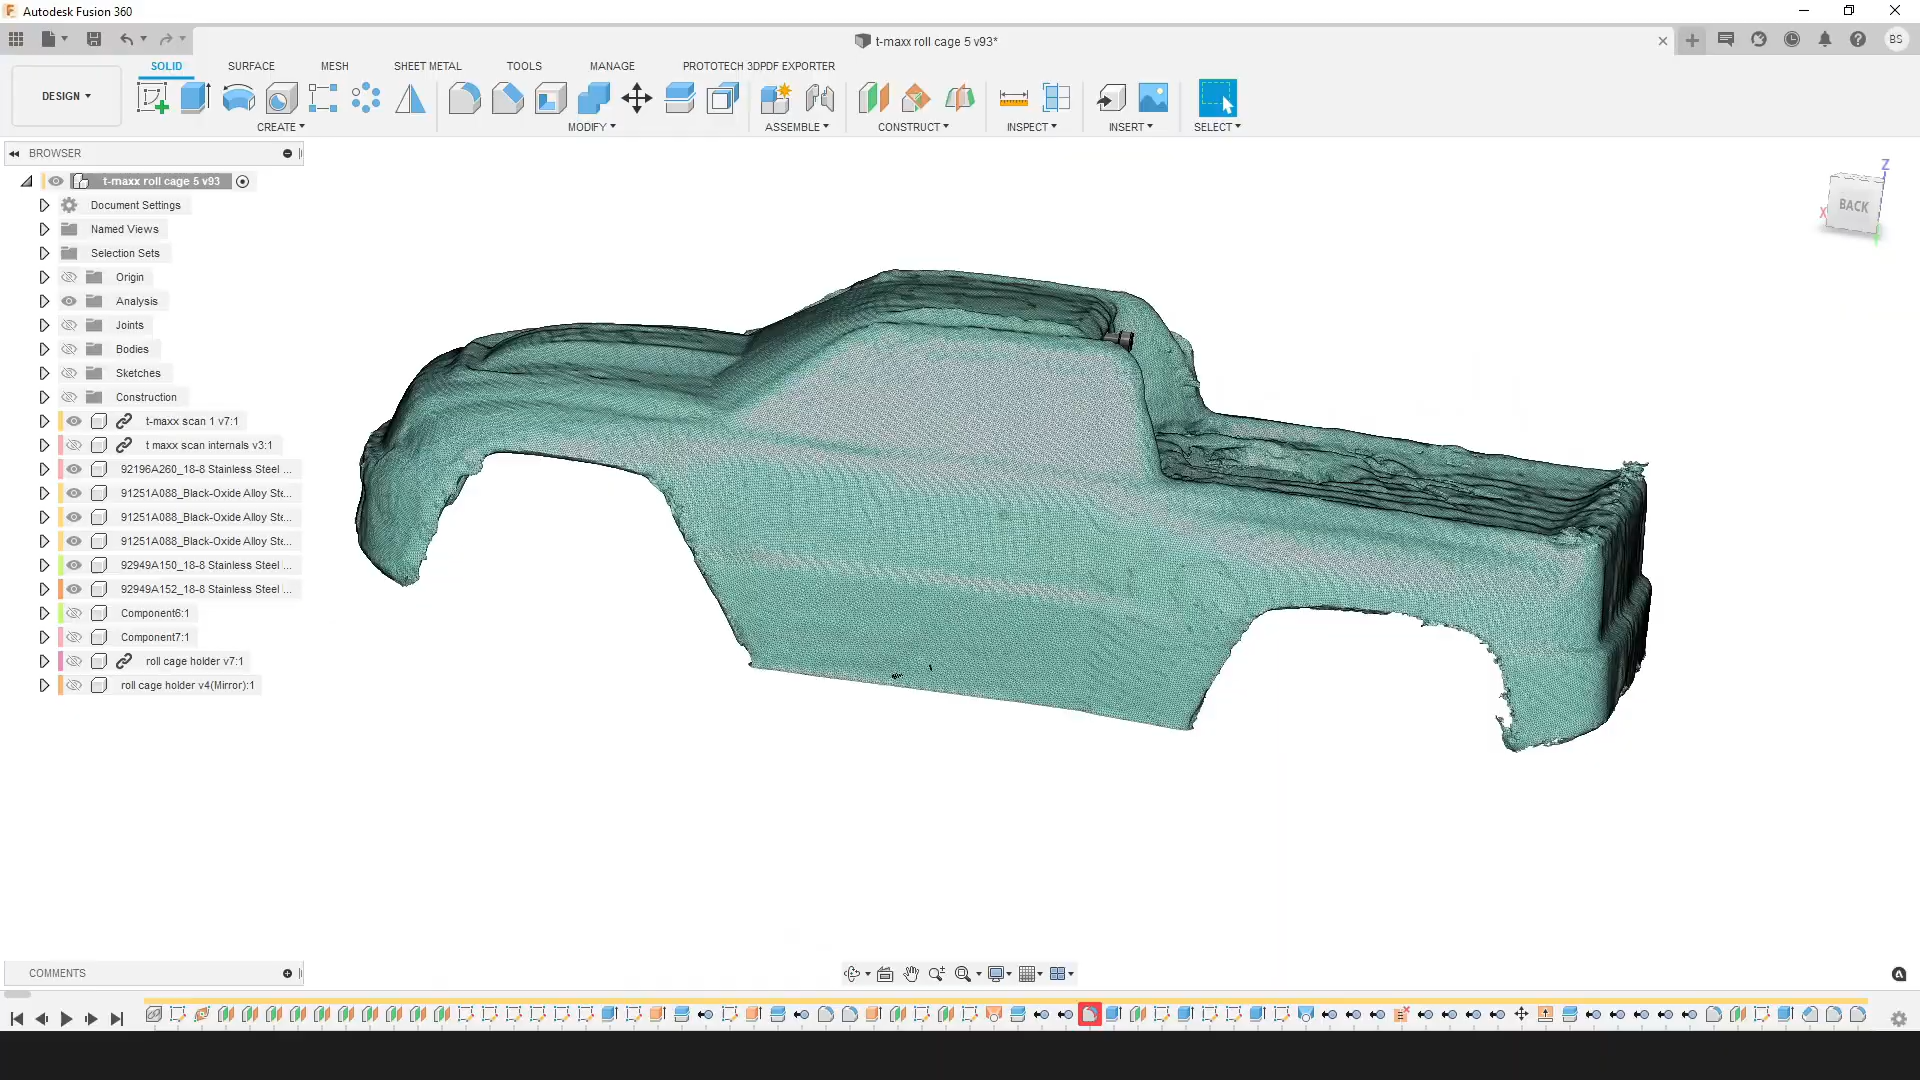 Autodesk Fusion 360
t-maxx roll cage 5 v93*
BS
DESIGN
SOLID
SURFACE
MESH
SHEET METAL
TOOLS
MANAGE
PROTOTECH 3DPDF EXPORTER
CREATE
MODIFY
ASSEMBLE
CONSTRUCT
INSPECT
INSERT
SELECT
BROWSER
t-maxx roll cage 5 v93
Document Settings
Named Views
Selection Sets
Origin
Analysis
Joints
Bodies
Sketches
Construction
t-maxx scan 1 v7:1
t maxx scan internals v3:1
92196A260_18-8 Stainless Steel ...
91251A088_Black-Oxide Alloy Ste...
91251A088_Black-Oxide Alloy Ste...
91251A088_Black-Oxide Alloy Ste...
92949A150_18-8 Stainless Steel ...
92949A152_18-8 Stainless Steel ...
Component6:1
Component7:1
roll cage holder v7:1
roll cage holder v4(Mirror):1
Z
X
BACK
COMMENTS